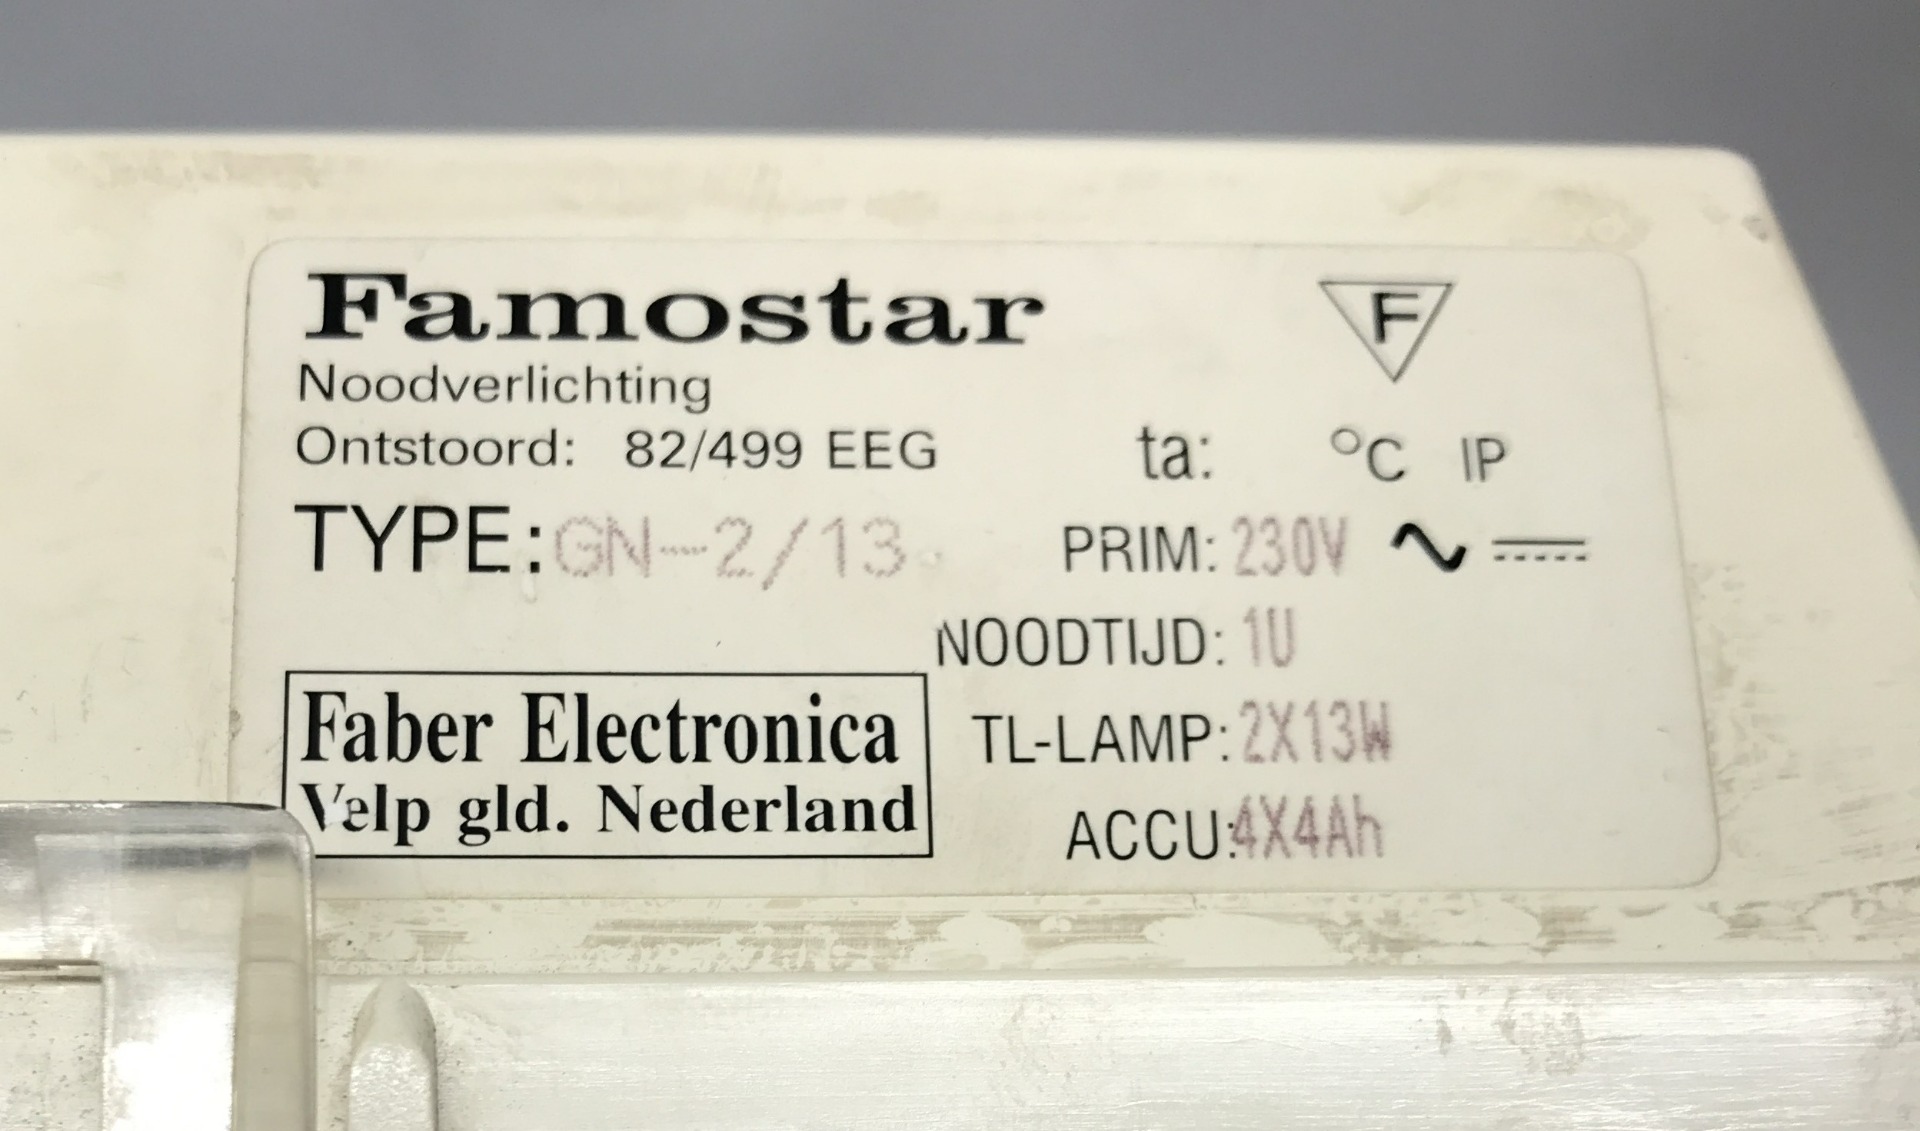 Famostar
F
Noodverlichting
Ontstoord: 82/499 EEG
ta: °C IP
TYPE: GN-2/13
PRIM: 230V
NOODTIJD: 1U
Faber Electronica
Velp gld. Nederland
TL-LAMP: 2X13W
ACCU: 4X4Ah